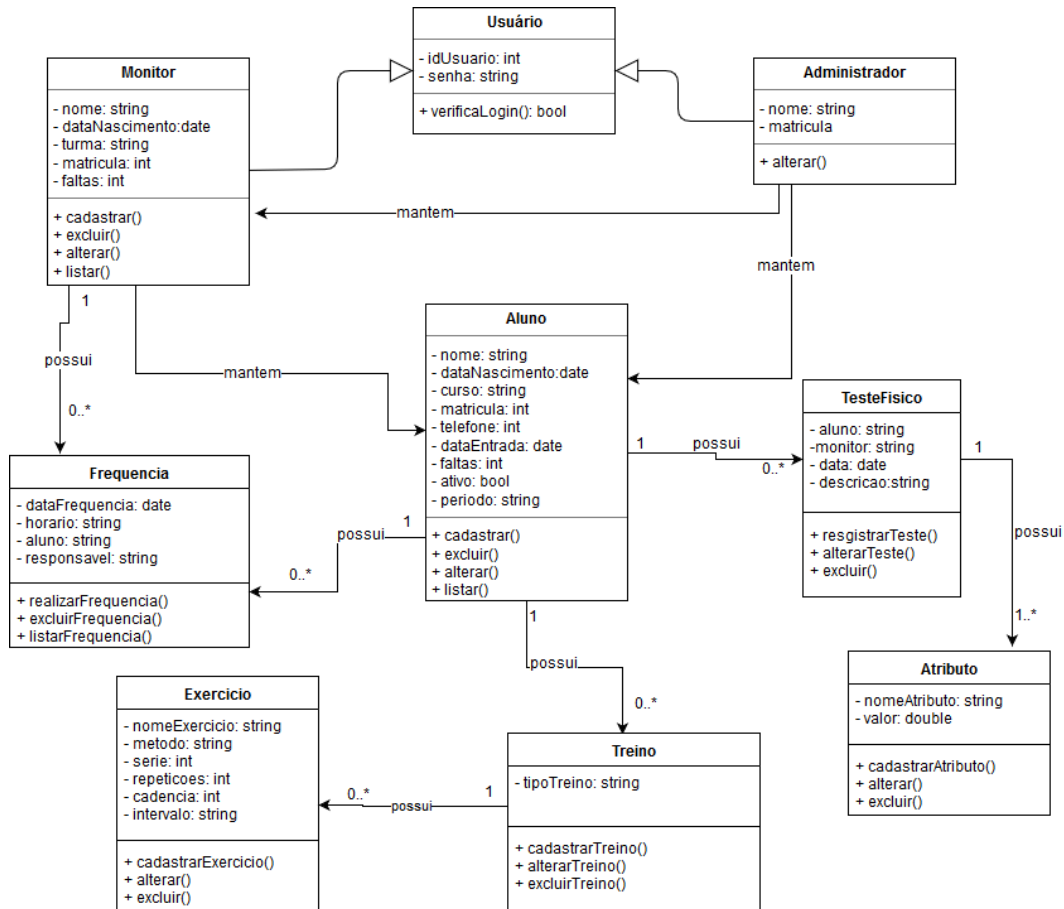 Usuário
- idUsuario: int
- senha: string
+ verificaLogin(): bool
Monitor
- nome: string
- dataNascimento:date
- turma: string
- matricula: int
- faltas: int
+ cadastrar()
+ excluir()
+ alterar()
+ listar()
Administrador
- nome: string
- matricula
+ alterar()
mantem
mantem
1
possui
0..*
mantem
Aluno
- nome: string
- dataNascimento:date
- curso: string
- matricula: int
- telefone: int
- dataEntrada: date
- faltas: int
- ativo: bool
- periodo: string
+ cadastrar()
+ excluir()
+ alterar()
+ listar()
1
possui
0..*
TesteFisico
- aluno: string
-monitor: string
- data: date
- descricao:string
+ resgistrarTeste()
+ alterarTeste()
+ excluir()
1
possui
1..*
Frequencia
- dataFrequencia: date
- horario: string
- aluno: string
- responsavel: string
+ realizarFrequencia()
+ excluirFrequencia()
+ listarFrequencia()
1
possui
0..*
1
possui
0..*
Atributo
- nomeAtributo: string
- valor: double
+ cadastrarAtributo()
+ alterar()
+ excluir()
Exercicio
- nomeExercicio: string
- metodo: string
- serie: int
- repeticoes: int
- cadencia: int
- intervalo: string
+ cadastrarExercicio()
+ alterar()
+ excluir()
0..*
possui
1
Treino
- tipoTreino: string
+ cadastrarTreino()
+ alterarTreino()
+ excluirTreino()